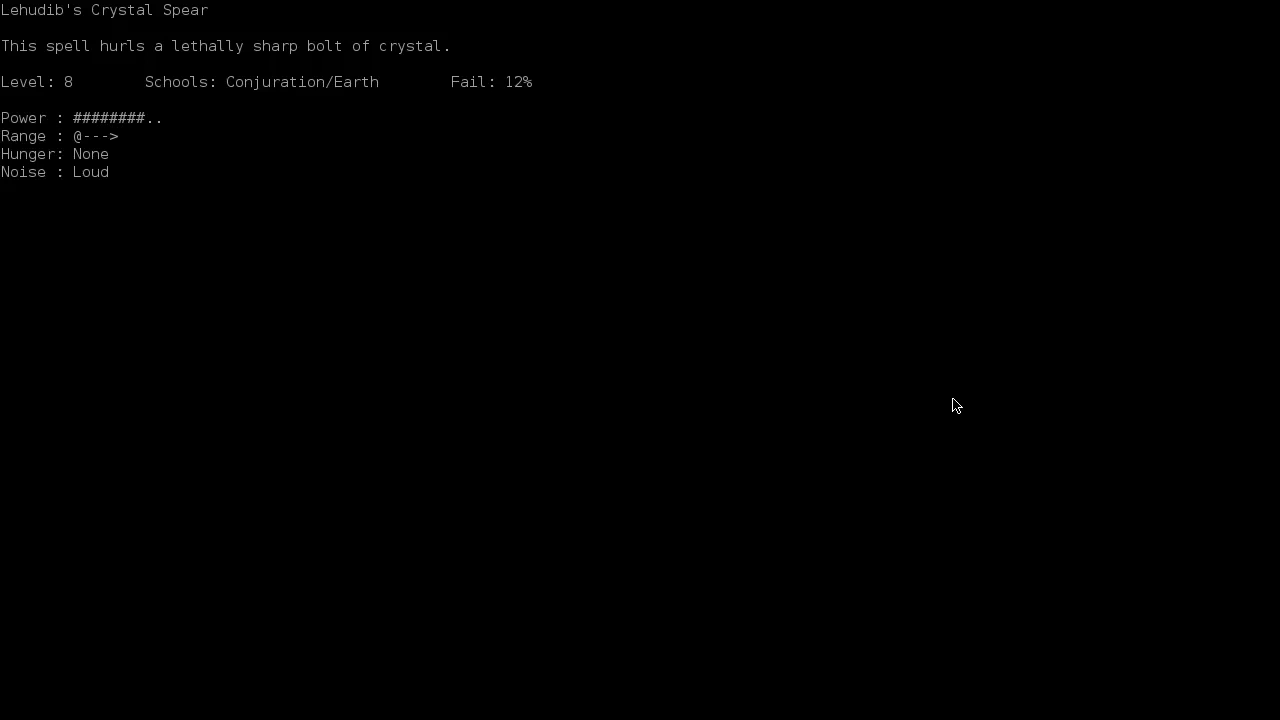 Lehudib's Crystal Spear
This spell hurls a lethally sharp bolt of crystal.
Level: 8        Schools: Conjuration/Earth        Fail: 12%
Power : ########..
Range : @--->
Hunger: None
Noise : Loud